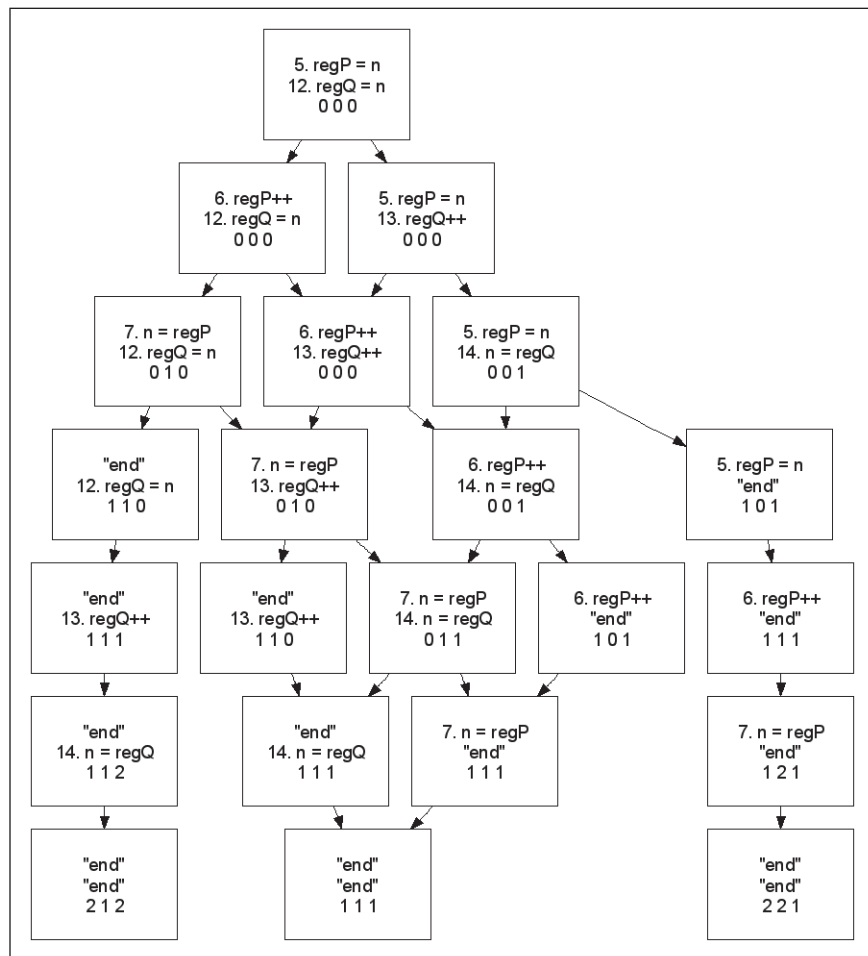 5. regP = n
12. regQ = n
0 0 0
6. regP++
12. regQ = n
0 0 0
5. regP = n
13. regQ++
0 0 0
7. n = regP
12. regQ = n
0 1 0
6. regP++
13. regQ++
0 0 0
5. regP = n
14. n = regQ
0 0 1
"end"
12. regQ = n
1 1 0
7. n = regP
13. regQ++
0 1 0
6. regP++
14. n = regQ
0 0 1
5. regP = n
"end"
1 0 1
"end"
13. regQ++
1 1 1
"end"
13. regQ++
1 1 0
7. n = regP
14. n = regQ
0 1 1
6. regP++
"end"
1 0 1
6. regP++
"end"
1 1 1
"end"
14. n = regQ
1 1 2
"end"
14. n = regQ
1 1 1
7. n = regP
"end"
1 1 1
7. n = regP
"end"
1 2 1
"end"
"end"
2 1 2
"end"
"end"
1 1 1
"end"
"end"
2 2 1